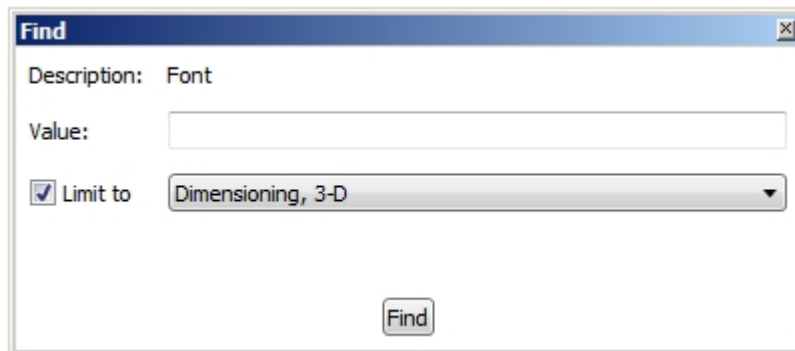 Find
Description: Font
Value:
Limit to Dimensioning, 3-D
Find